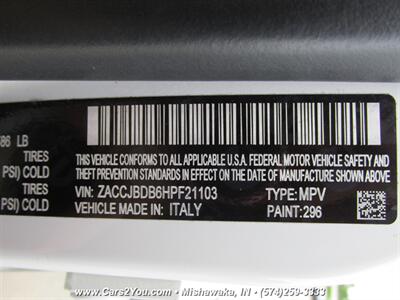 86 LB
TIRES
PSI) COLD
TIRES
PSI) COLD
THIS VEHICLE CONFORMS TO ALL APPLICABLE U.S.A. FEDERAL MOTOR VEHICLE SAFETY AND
THEFT PREVENTION STANDARDS IN EFFECT ON THE DATE OF MANUFACTURE SHOWN ABOVE.
VIN: ZACCJBDB6HPF21103 TYPE: MPV
VEHICLE MADE IN: ITALY PAINT: 296
www.Cars2You.com - Mishawaka, IN - (574)259-3333